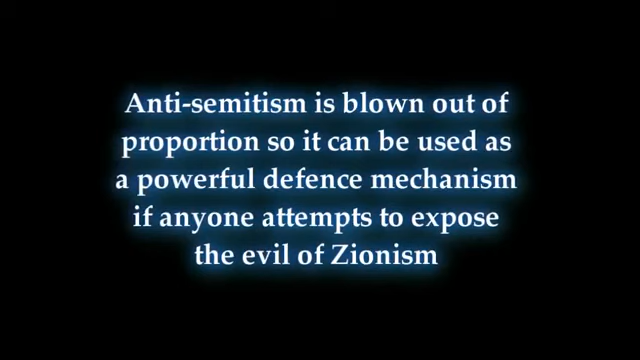 Anti-semitism is blown out of
proportion so it can be used as
a powerful defence mechanism
if anyone attempts to expose
the evil of Zionism